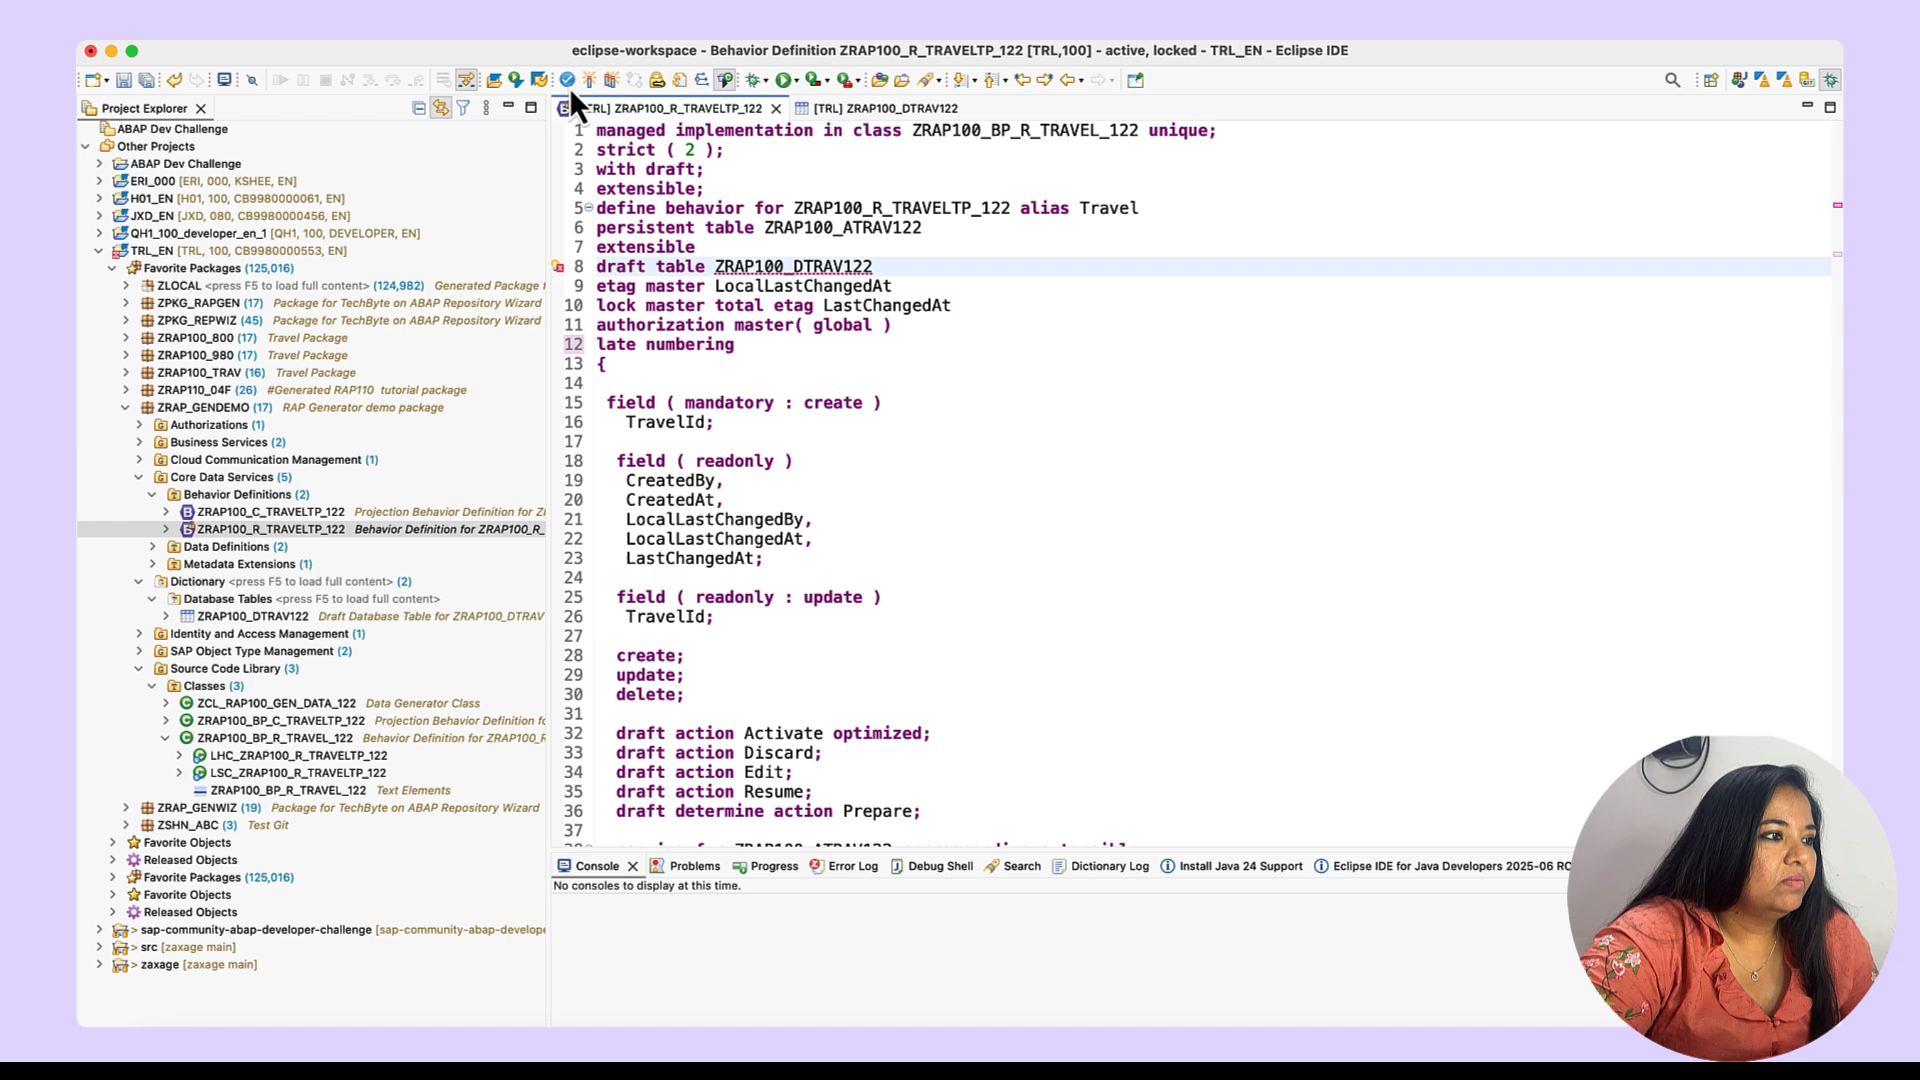 eclipse-workspace - Behavior Definition ZRAP100_R_TRAVELTP_122 [TRL,100] - active, locked - TRL_EN - Eclipse IDE
Project Explorer
ABAP Dev Challenge
Other Projects
ABAP Dev Challenge
ERI_000 [ERI, 000, KSHEE, EN]
H01_EN [H01, 100, CB9980000061, EN]
JXD_EN [JXD, 080, CB9980000456, EN]
QH1_100_developer_en_1 [QH1, 100, DEVELOPER, EN]
TRL_EN [TRL, 100, CB9980000553, EN]
Favorite Packages (125,016)
ZLOCAL <press F5 to load full content> (124,982) Generated Package f
ZPKG_RAPGEN (17) Package for TechByte on ABAP Repository Wizard
ZPKG_REPWIZ (45) Package for TechByte on ABAP Repository Wizard
ZRAP100_800 (17) Travel Package
ZRAP100_980 (17) Travel Package
ZRAP100_TRAV (16) Travel Package
ZRAP110_04F (26) #Generated RAP110 tutorial package
ZRAP_GENDEMO (17) RAP Generator demo package
Authorizations (1)
Business Services (2)
Cloud Communication Management (1)
Core Data Services (5)
Behavior Definitions (2)
ZRAP100_C_TRAVELTP_122 Projection Behavior Definition for Z
ZRAP100_R_TRAVELTP_122 Behavior Definition for ZRAP100_R_
Data Definitions (2)
Metadata Extensions (1)
Dictionary <press F5 to load full content> (2)
Database Tables <press F5 to load full content>
ZRAP100_DTRAV122 Draft Database Table for ZRAP100_DTRAV
Identity and Access Management (1)
SAP Object Type Management (2)
Source Code Library (3)
Classes (3)
ZCL_RAP100_GEN_DATA_122 Data Generator Class
ZRAP100_BP_C_TRAVELTP_122 Projection Behavior Definition fo
ZRAP100_BP_R_TRAVEL_122 Behavior Definition for ZRAP100_R
LHC_ZRAP100_R_TRAVELTP_122
LSC_ZRAP100_R_TRAVELTP_122
ZRAP100_BP_R_TRAVEL_122 Text Elements
ZRAP_GENWIZ (19) Package for TechByte on ABAP Repository Wizard
ZSHN_ABC (3) Test Git
Favorite Objects
Released Objects
Favorite Packages (125,016)
Favorite Objects
Released Objects
> sap-community-abap-developer-challenge [sap-community-abap-develope
> src [zaxage main]
> zaxage [zaxage main]
TRL] ZRAP100_R_TRAVELTP_122 [TRL] ZRAP100_DTRAV122
1 managed implementation in class ZRAP100_BP_R_TRAVEL_122 unique;
2 strict ( 2 );
3 with draft;
4 extensible;
5 define behavior for ZRAP100_R_TRAVELTP_122 alias Travel
6 persistent table ZRAP100_ATRAV122
7 extensible
8 draft table ZRAP100_DTRAV122
9 etag master LocalLastChangedAt
10 lock master total etag LastChangedAt
11 authorization master( global )
12 late numbering
13 {
14
15 field ( mandatory : create )
16 TravelId;
17
18 field ( readonly )
19 CreatedBy,
20 CreatedAt,
21 LocalLastChangedBy,
22 LocalLastChangedAt,
23 LastChangedAt;
24
25 field ( readonly : update )
26 TravelId;
27
28 create;
29 update;
30 delete;
31
32 draft action Activate optimized;
33 draft action Discard;
34 draft action Edit;
35 draft action Resume;
36 draft determine action Prepare;
37
Console Problems Progress Error Log Debug Shell Search Dictionary Log Install Java 24 Support Eclipse IDE for Java Developers 2025-06
No consoles to display at this time.